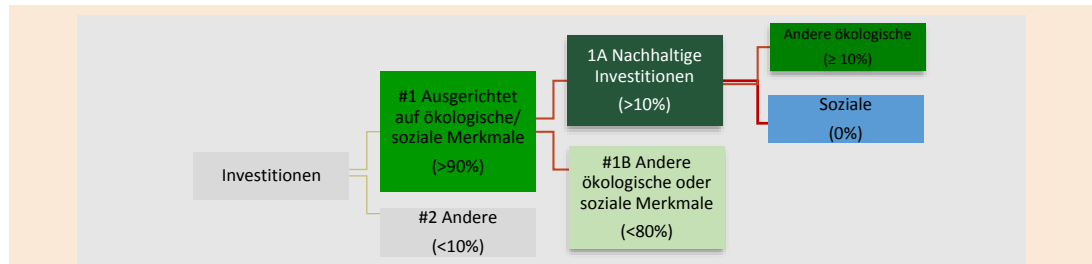 Investitionen
#1 Ausgerichtet
auf ökologische/
soziale Merkmale
(>90%)
#2 Andere
(<10%)
1A Nachhaltige
Investitionen
(>10%)
#1B Andere
ökologische oder
soziale Merkmale
(<80%)
Andere ökologische
(≥ 10%)
Soziale
(0%)